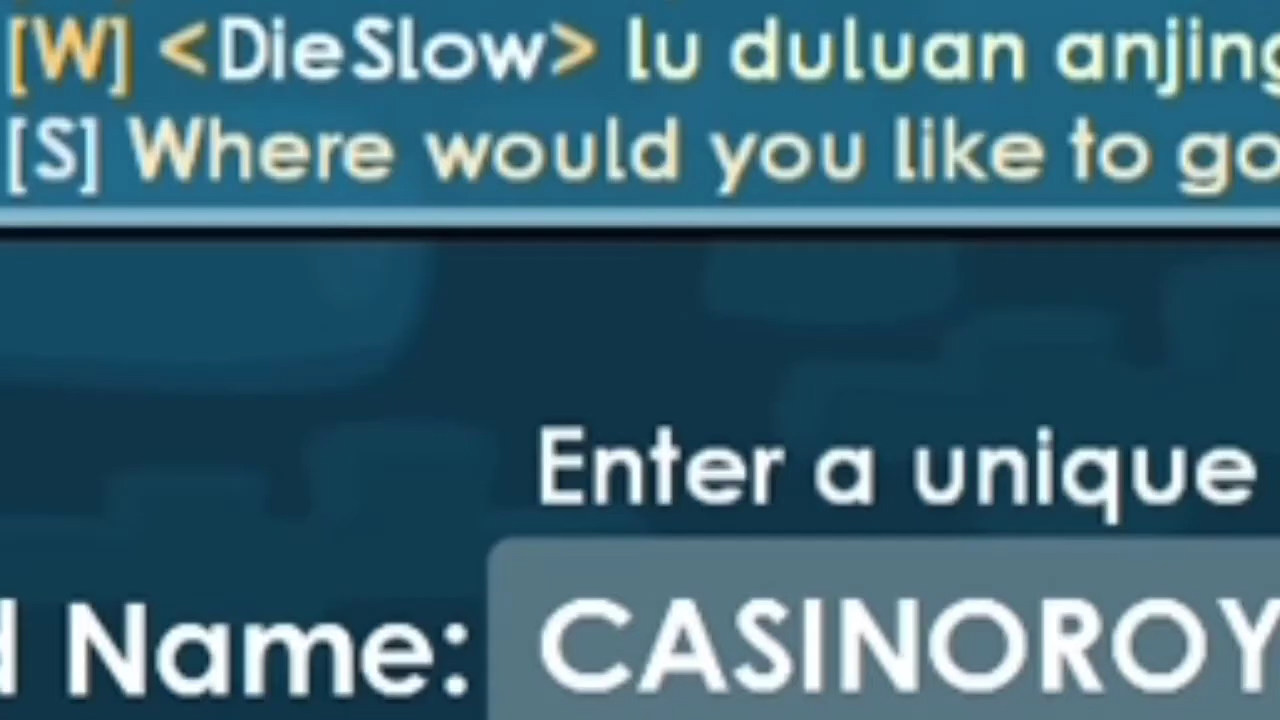 [W] <DieSlow> lu duluan anjing
[S] Where would you like to go
Enter a unique
d Name: CASINOROY